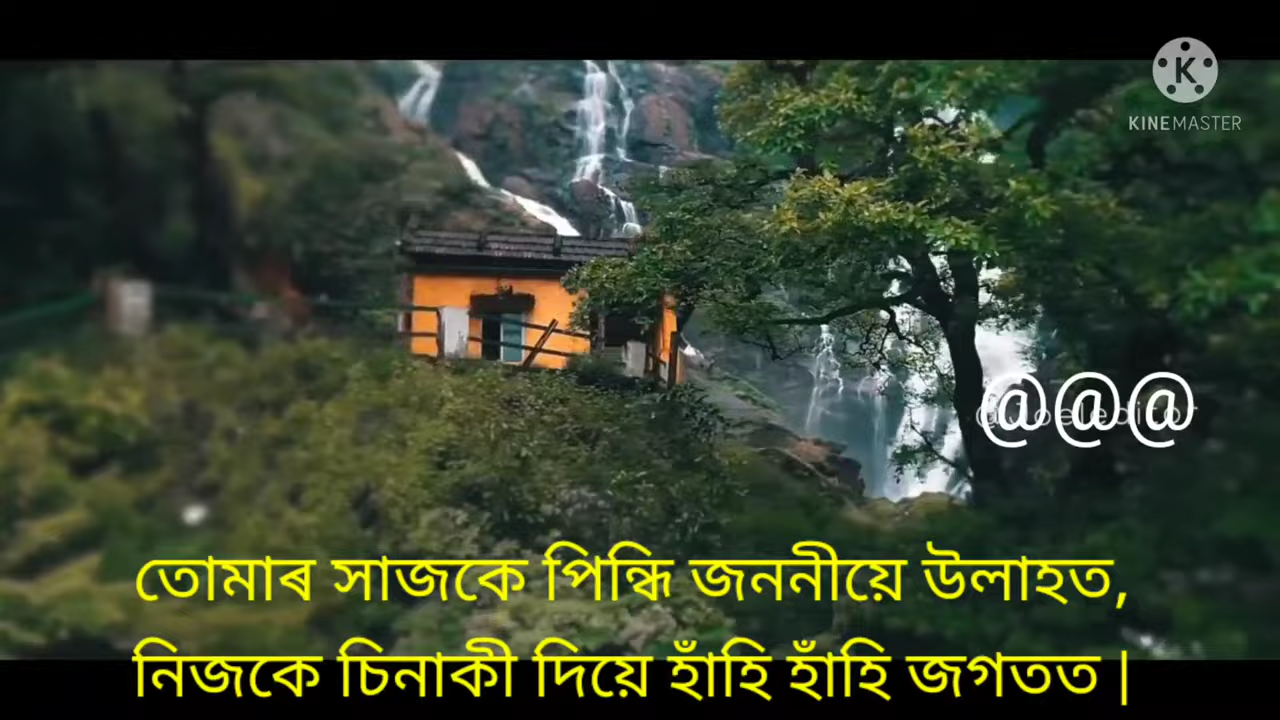 KINEMASTER
@@@
তোমাৰ সাজকে পিন্ধি জননীয়ে উলাহত,
নিজকে চিনাকী দিয়ে হাঁহি হাঁহি জগতত |